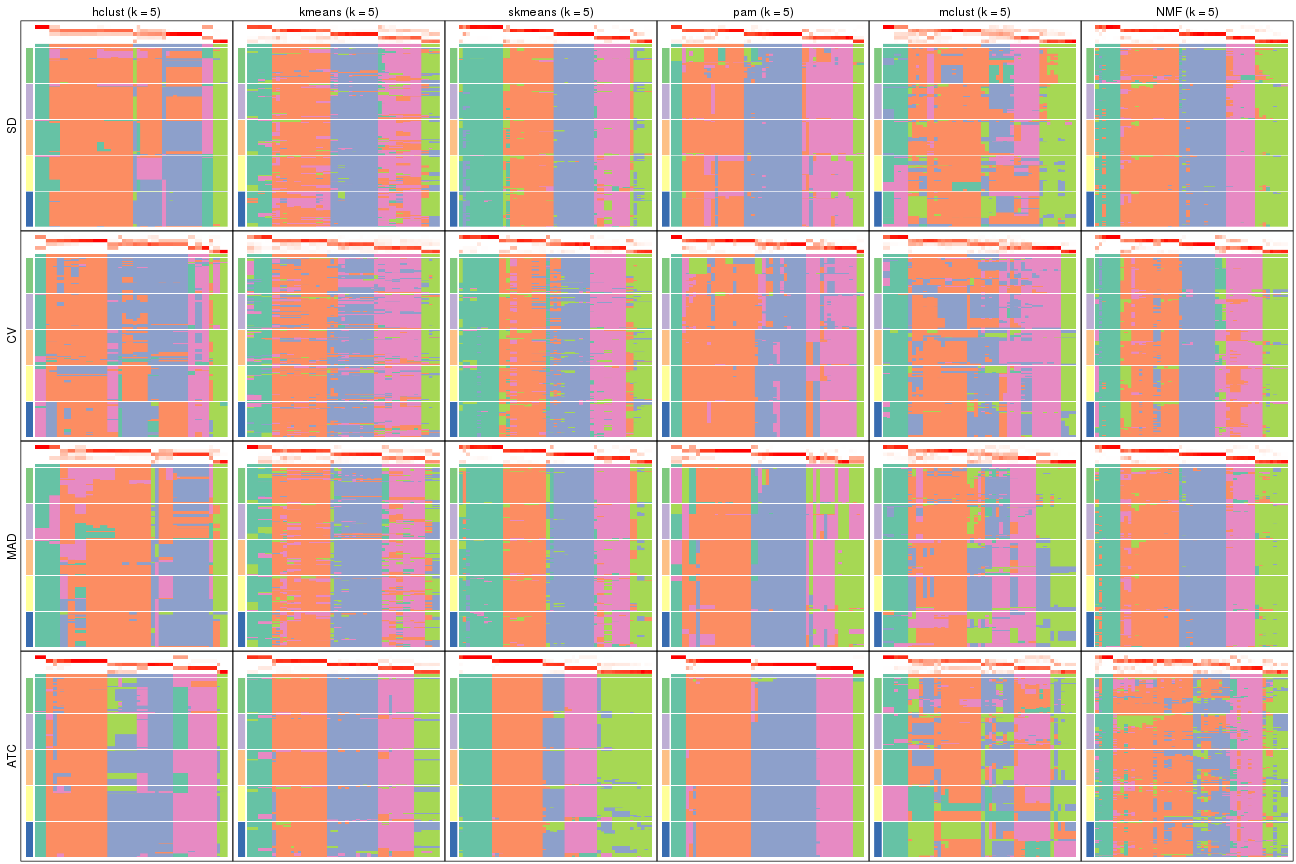 hclust (k = 5)
kmeans (k = 5)
skmeans (k = 5)
pam (k = 5)
mclust (k = 5)
NMF (k = 5)
SD
CV
MAD
ATC